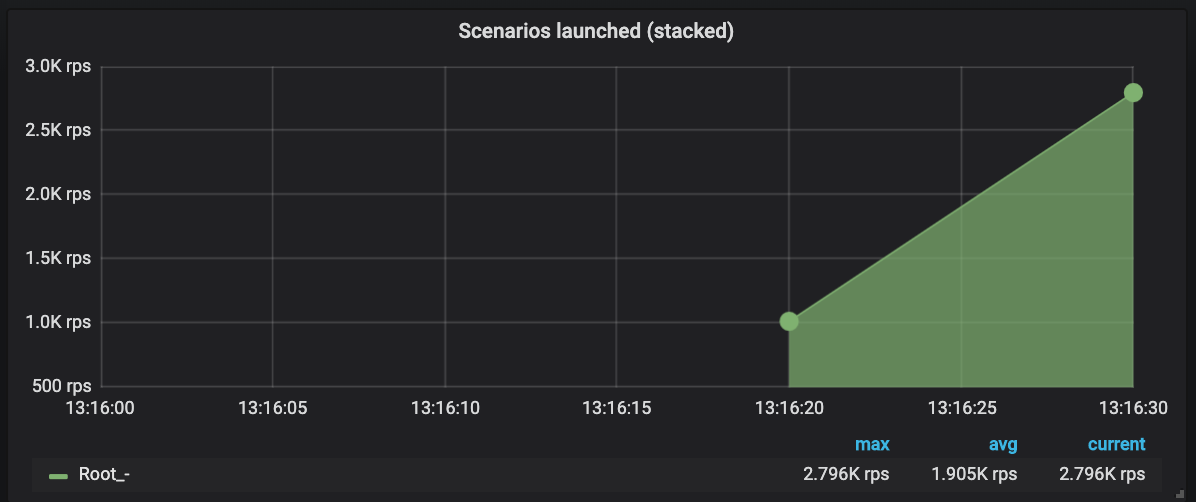 Scenarios launched (stacked)
3.0K rps
2.5K rps
2.0K rps
1.5K rps
1.0K rps
500 rps
13:16:00 13:16:05 13:16:10 13:16:15 13:16:20 13:16:25 13:16:30
max avg current
Root_- 2.796K rps 1.905K rps 2.796K rps